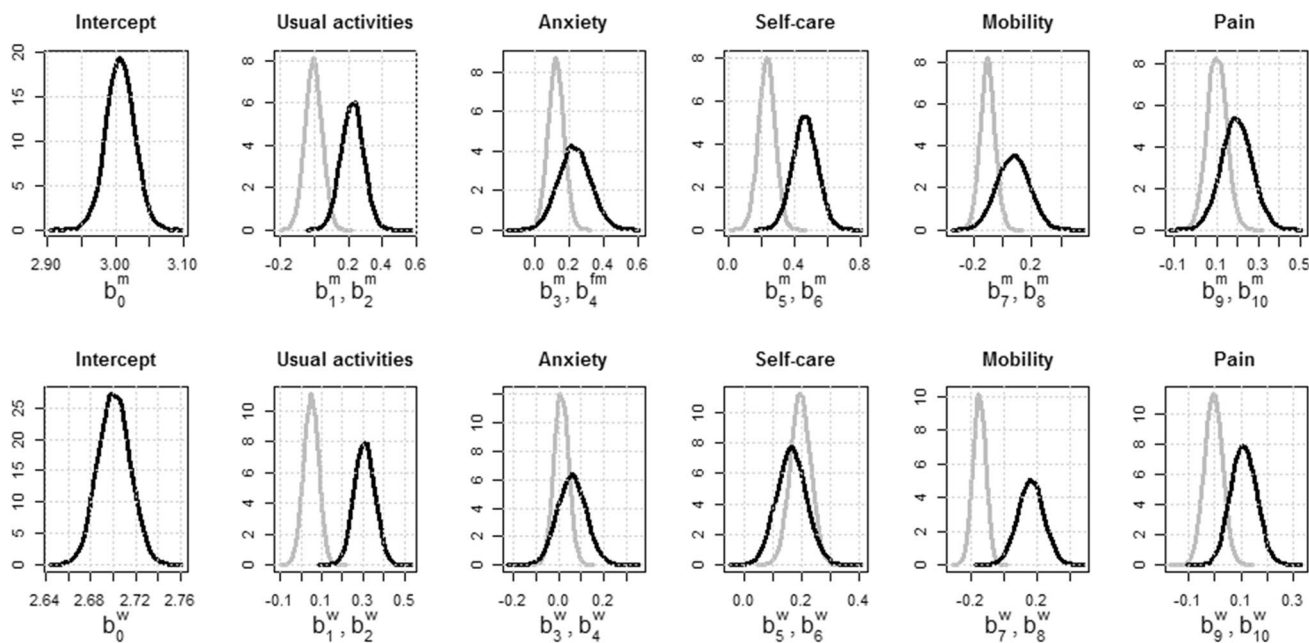 Intercept Usual activities Anxiety Self-care Mobility Pain
20 15 10 5 0
8 6 4 2 0
8 6 4 2 0
8 6 4 2 0
8 6 4 2 0
8 6 4 2 0
2.90 3.00 3.10
-0.2 0.2 0.4 0.6
0.0 0.2 0.4 0.6
0.0 0.4 0.8
-0.2 0.2
-0.1 0.1 0.3 0.5
b₀ᵐ
b₁ᵐ, b₂ᵐ
b₃ᵐ, b₄ᶠᵐ
b₅ᵐ, b₆ᵐ
b₇ᵐ, b₈ᵐ
b₉ᵐ, b₁₀ᵐ
Intercept Usual activities Anxiety Self-care Mobility Pain
25 20 15 10 5 0
10 8 6 4 2 0
10 8 6 4 2 0
10 8 6 4 2 0
10 8 6 4 2 0
10 8 6 4 2 0
2.64 2.68 2.72 2.76
-0.1 0.1 0.3 0.5
-0.2 0.0 0.2
0.0 0.2 0.4
-0.2 0.2
-0.2 0.0 0.1 0.3
b₀ʷ
b₁ʷ, b₂ʷ
b₃ʷ, b₄ʷ
b₅ʷ, b₆ʷ
b₇ʷ, b₈ʷ
b₉ʷ, b₁₀ʷ